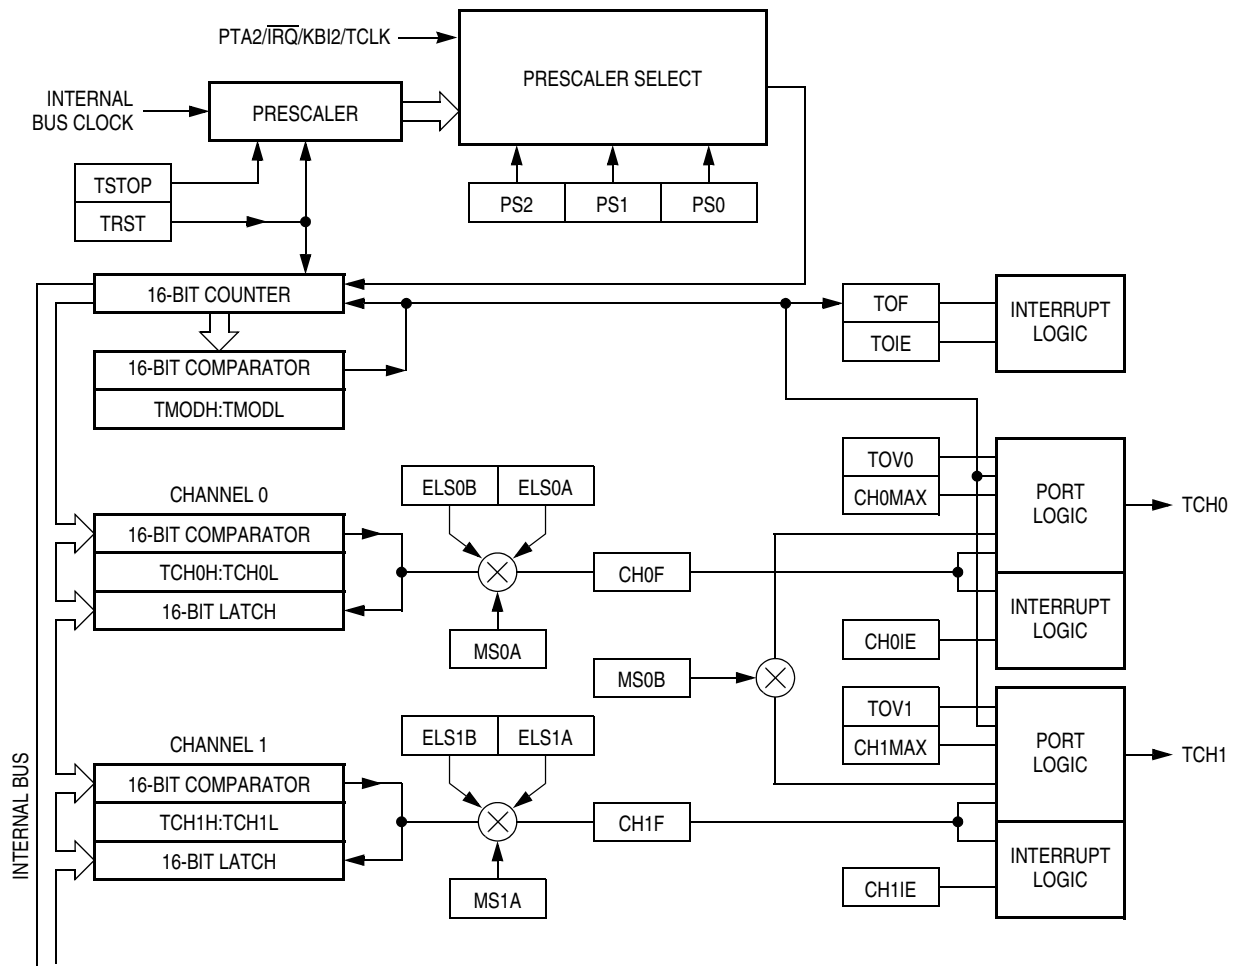 PTA2/IRQ/KBI2/TCLK
PRESCALER SELECT
INTERNAL
BUS CLOCK
PRESCALER
TSTOP
TRST
PS2
PS1
PS0
16-BIT COUNTER
16-BIT COMPARATOR
TMODH:TMODL
TOF
TOIE
INTERRUPT
LOGIC
CHANNEL 0
16-BIT COMPARATOR
TCH0H:TCH0L
16-BIT LATCH
ELS0B
ELS0A
MS0A
CH0F
TOV0
CH0MAX
PORT
LOGIC
TCH0
INTERRUPT
LOGIC
CH0IE
MS0B
CHANNEL 1
16-BIT COMPARATOR
TCH1H:TCH1L
16-BIT LATCH
ELS1B
ELS1A
MS1A
CH1F
TOV1
CH1MAX
PORT
LOGIC
TCH1
INTERRUPT
LOGIC
CH1IE
INTERNAL BUS